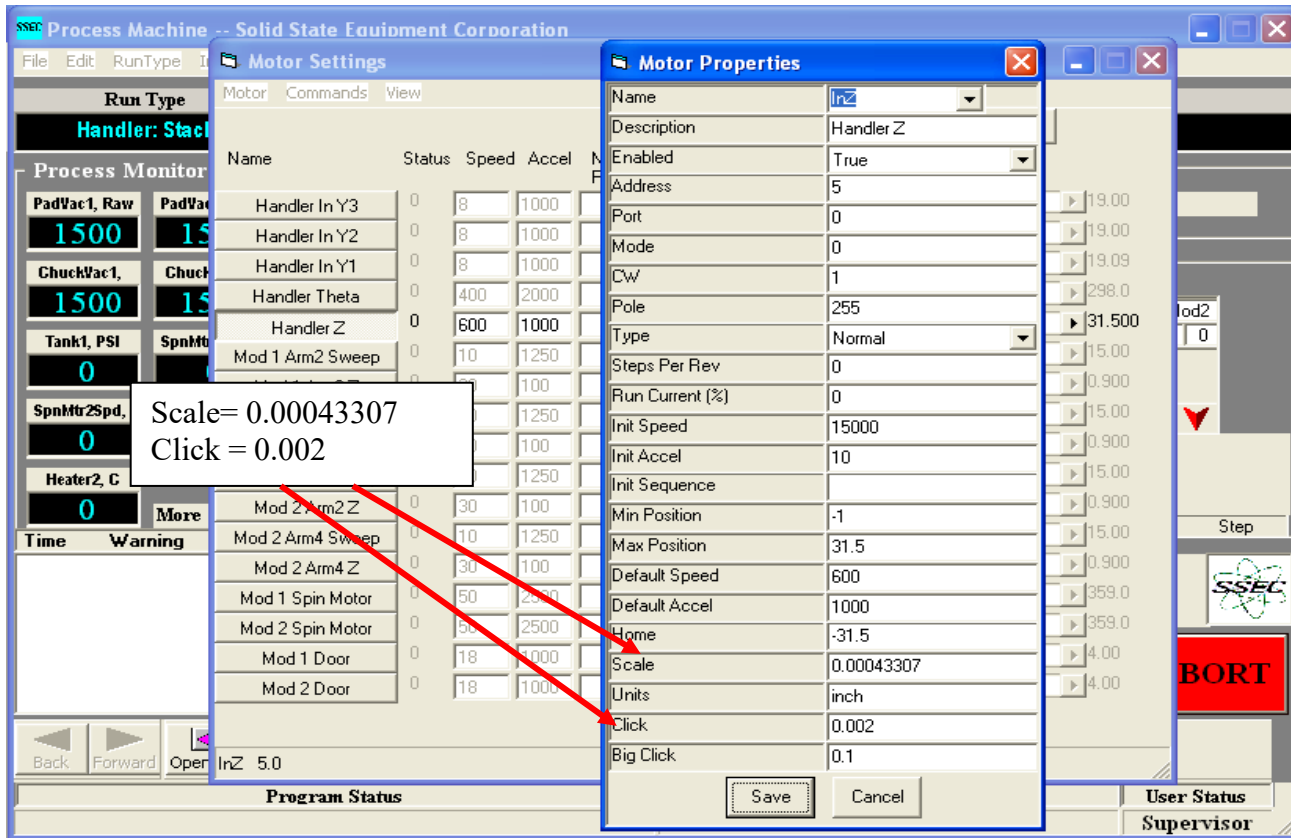 SSEC Process Machine -- Solid State Equipment Corporation
File Edit RunType
Run Type
Handler: Stac
Process Monitor
PadVac1, Raw
1500
ChuckVac1,
1500
Tank1, PSI
0
SpnMtr2Spd,
0
Heater2, C
0
More
Time Warning
Back Forward Open
Motor Settings
Motor Commands View
Name Status Speed Accel
Handler In Y3 0 8 1000 19.00
Handler In Y2 0 8 1000 19.00
Handler In Y1 0 8 1000 19.09
Handler Theta 0 400 2000 298.0
Handler Z 0 600 1000 31.500
Mod 1 Arm2 Sweep 0 10 1250 15.00
100 0.900
1250 15.00
100 0.900
1250 15.00
Mod 2 Arm2 Z 0 30 100 0.900
Mod 2 Arm4 Sweep 0 10 1250 15.00
Mod 2 Arm4 Z 0 30 100 0.900
Mod 1 Spin Motor 0 50 2500 359.0
Mod 2 Spin Motor 0 50 2500 359.0
Mod 1 Door 0 18 1000 4.00
Mod 2 Door 0 18 1000 4.00
InZ 5.0
Scale= 0.00043307
Click = 0.002
Motor Properties
Name InZ
Description Handler Z
Enabled True
Address 5
Port 0
Mode 0
CW 1
Pole 255
Type Normal
Steps Per Rev 0
Run Current (%) 0
Init Speed 15000
Init Accel 10
Init Sequence
Min Position -1
Max Position 31.5
Default Speed 600
Default Accel 1000
Home -31.5
Scale 0.00043307
Units inch
Click 0.002
Big Click 0.1
Save Cancel
0
Step
SSEC
BORT
Program Status
User Status
Supervisor